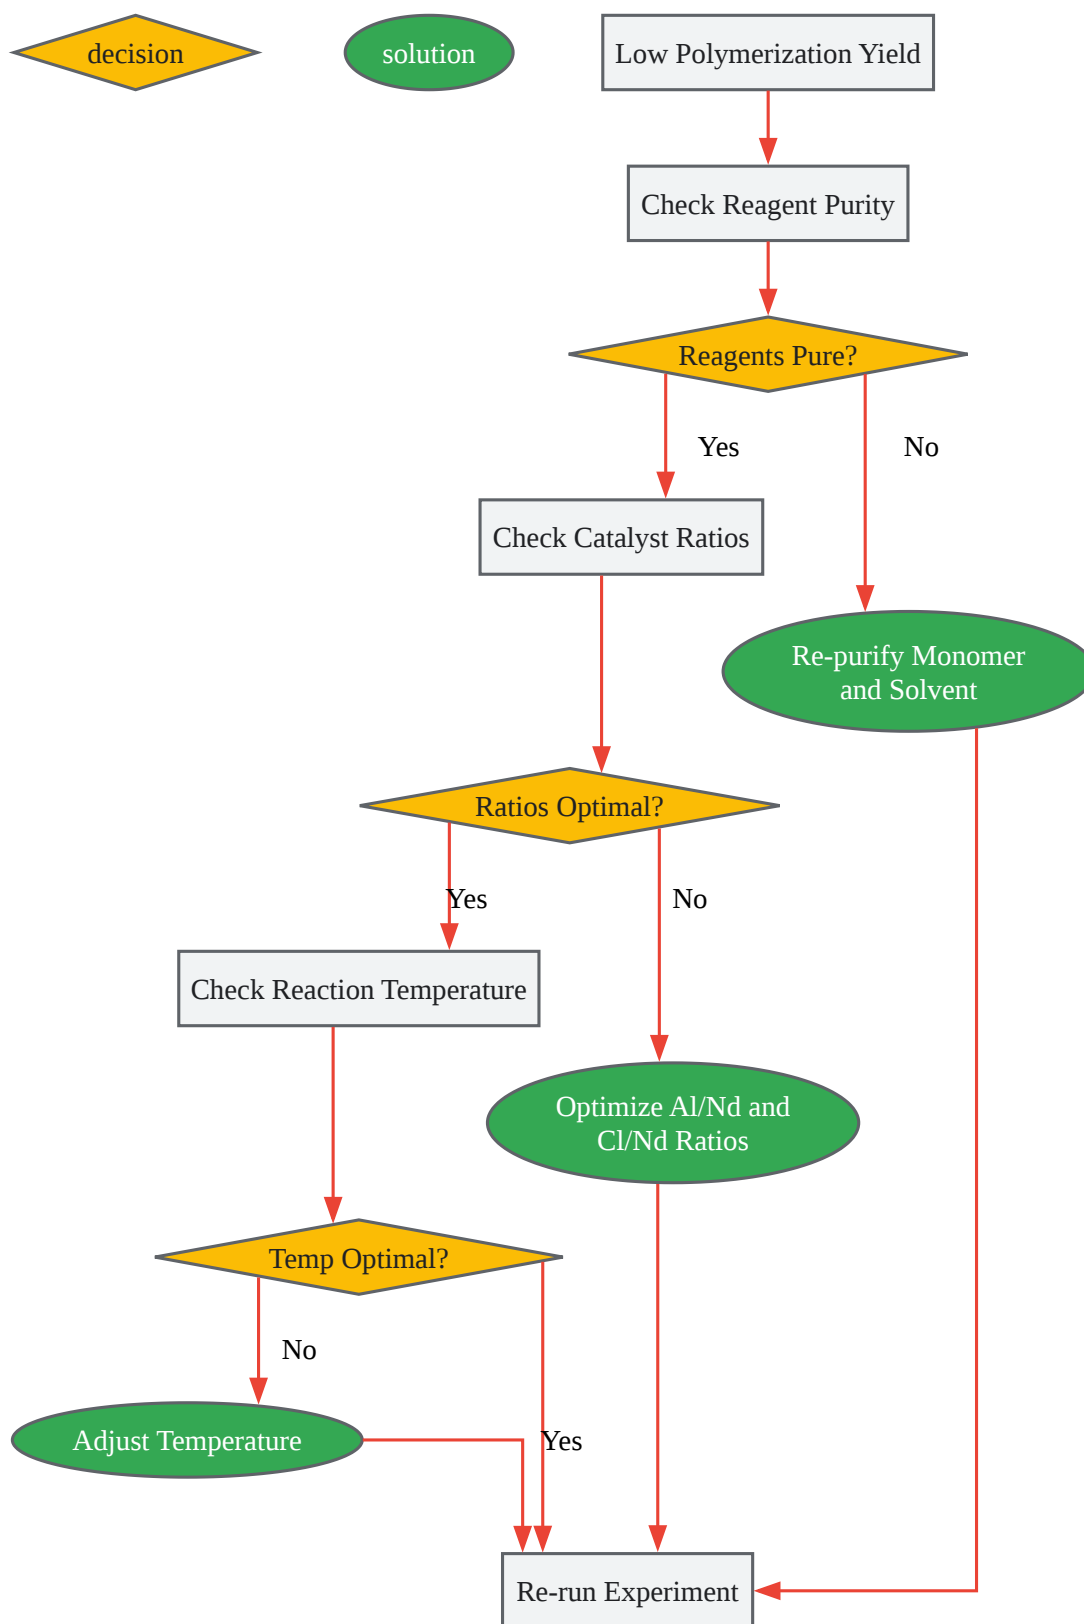 decision
solution
Low Polymerization Yield
Check Reagent Purity
Reagents Pure?
Yes
No
Check Catalyst Ratios
Re-purify Monomer
and Solvent
Ratios Optimal?
Yes
No
Check Reaction Temperature
Optimize Al/Nd and
Cl/Nd Ratios
Temp Optimal?
No
Adjust Temperature
Yes
Re-run Experiment